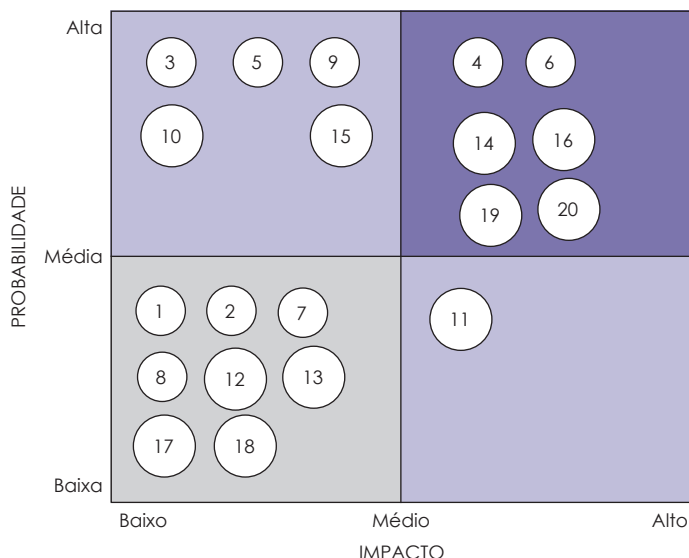 Alta
3 5 9 4 6
10 15 14 16
19 20
PROBABILIDADE
Média
1 2 7 11
8 12 13
17 18
Baixa
Baixo Médio Alto
IMPACTO